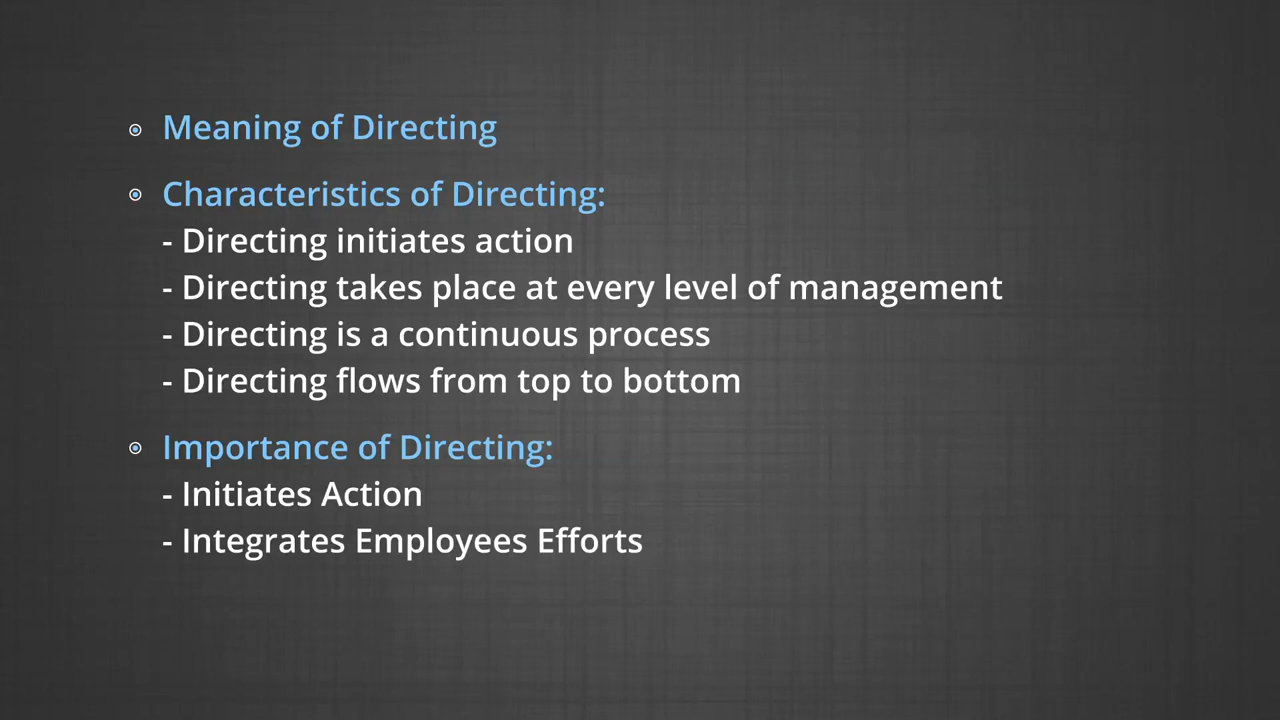 Meaning of Directing
Characteristics of Directing:
- Directing initiates action
- Directing takes place at every level of management
- Directing is a continuous process
- Directing flows from top to bottom
Importance of Directing:
- Initiates Action
- Integrates Employees Efforts